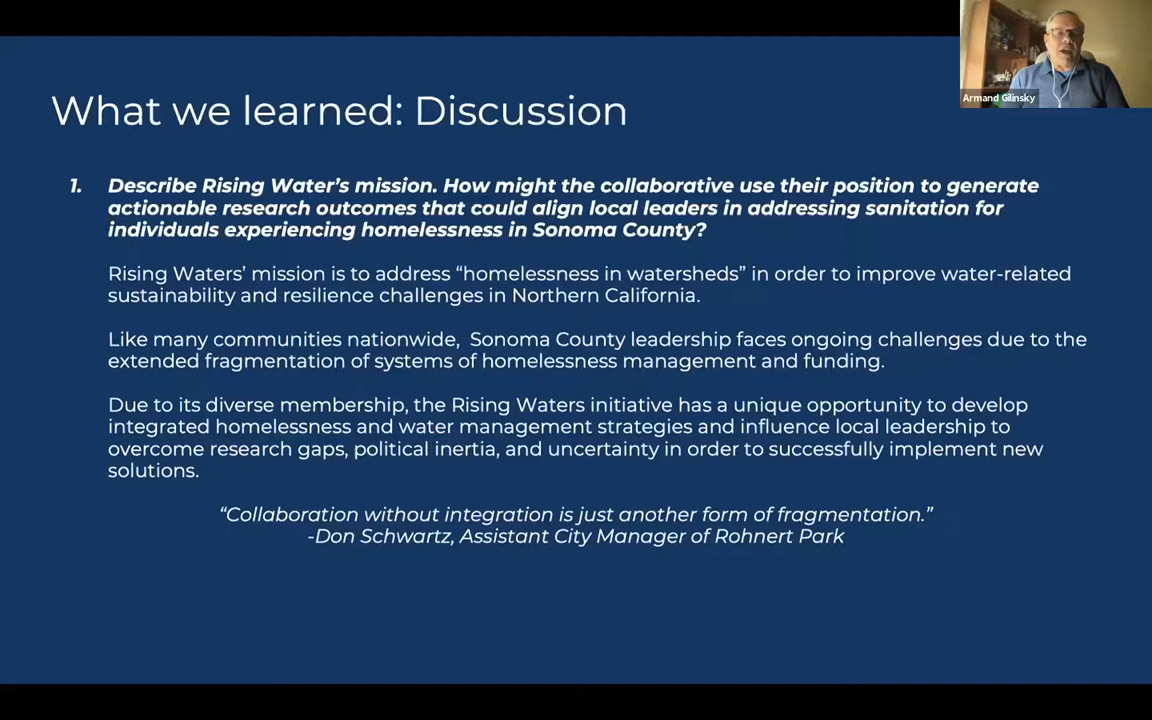 What we learned: Discussion
Armand Gilinsky
1. Describe Rising Water's mission. How might the collaborative use their position to generate
actionable research outcomes that could align local leaders in addressing sanitation for
individuals experiencing homelessness in Sonoma County?
Rising Waters' mission is to address “homelessness in watersheds” in order to improve water-related
sustainability and resilience challenges in Northern California.
Like many communities nationwide, Sonoma County leadership faces ongoing challenges due to the
extended fragmentation of systems of homelessness management and funding.
Due to its diverse membership, the Rising Waters initiative has a unique opportunity to develop
integrated homelessness and water management strategies and influence local leadership to
overcome research gaps, political inertia, and uncertainty in order to successfully implement new
solutions.
“Collaboration without integration is just another form of fragmentation.”
-Don Schwartz, Assistant City Manager of Rohnert Park